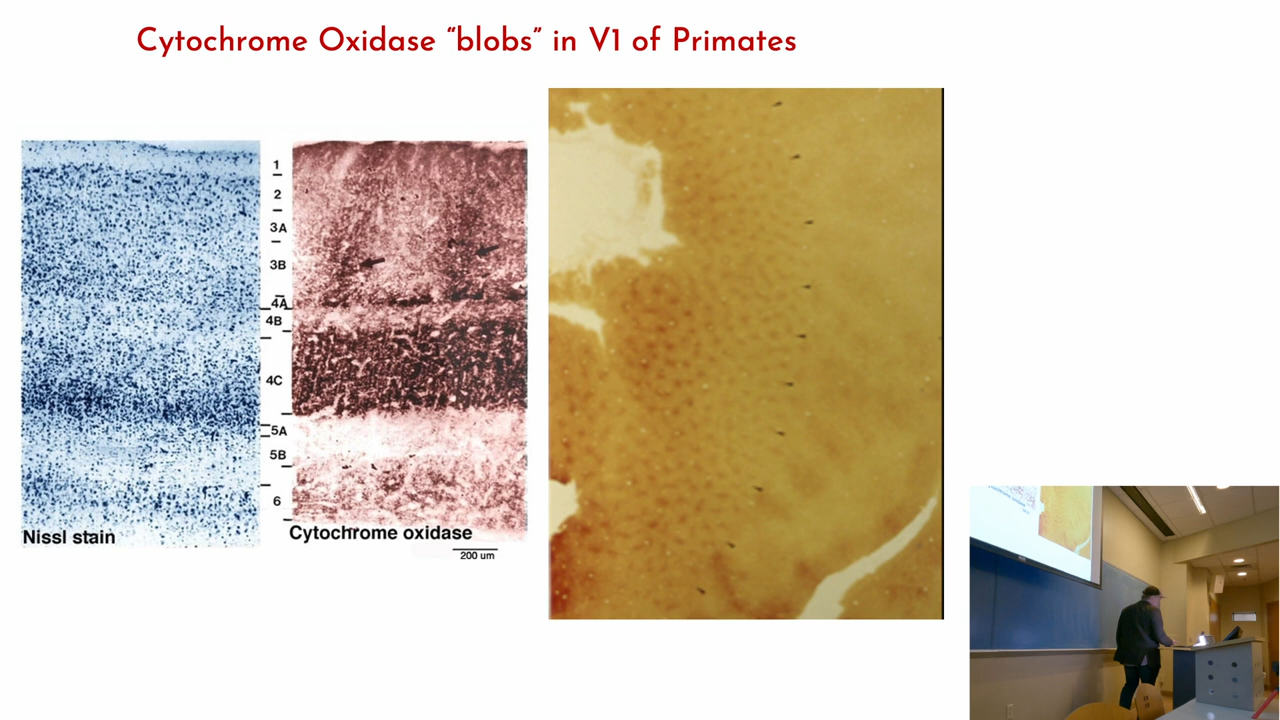 Cytochrome Oxidase “blobs” in V1 of Primates
1
2
3A
3B
4A
4B
4C
5A
5B
6
Nissl stain
Cytochrome oxidase
200 um